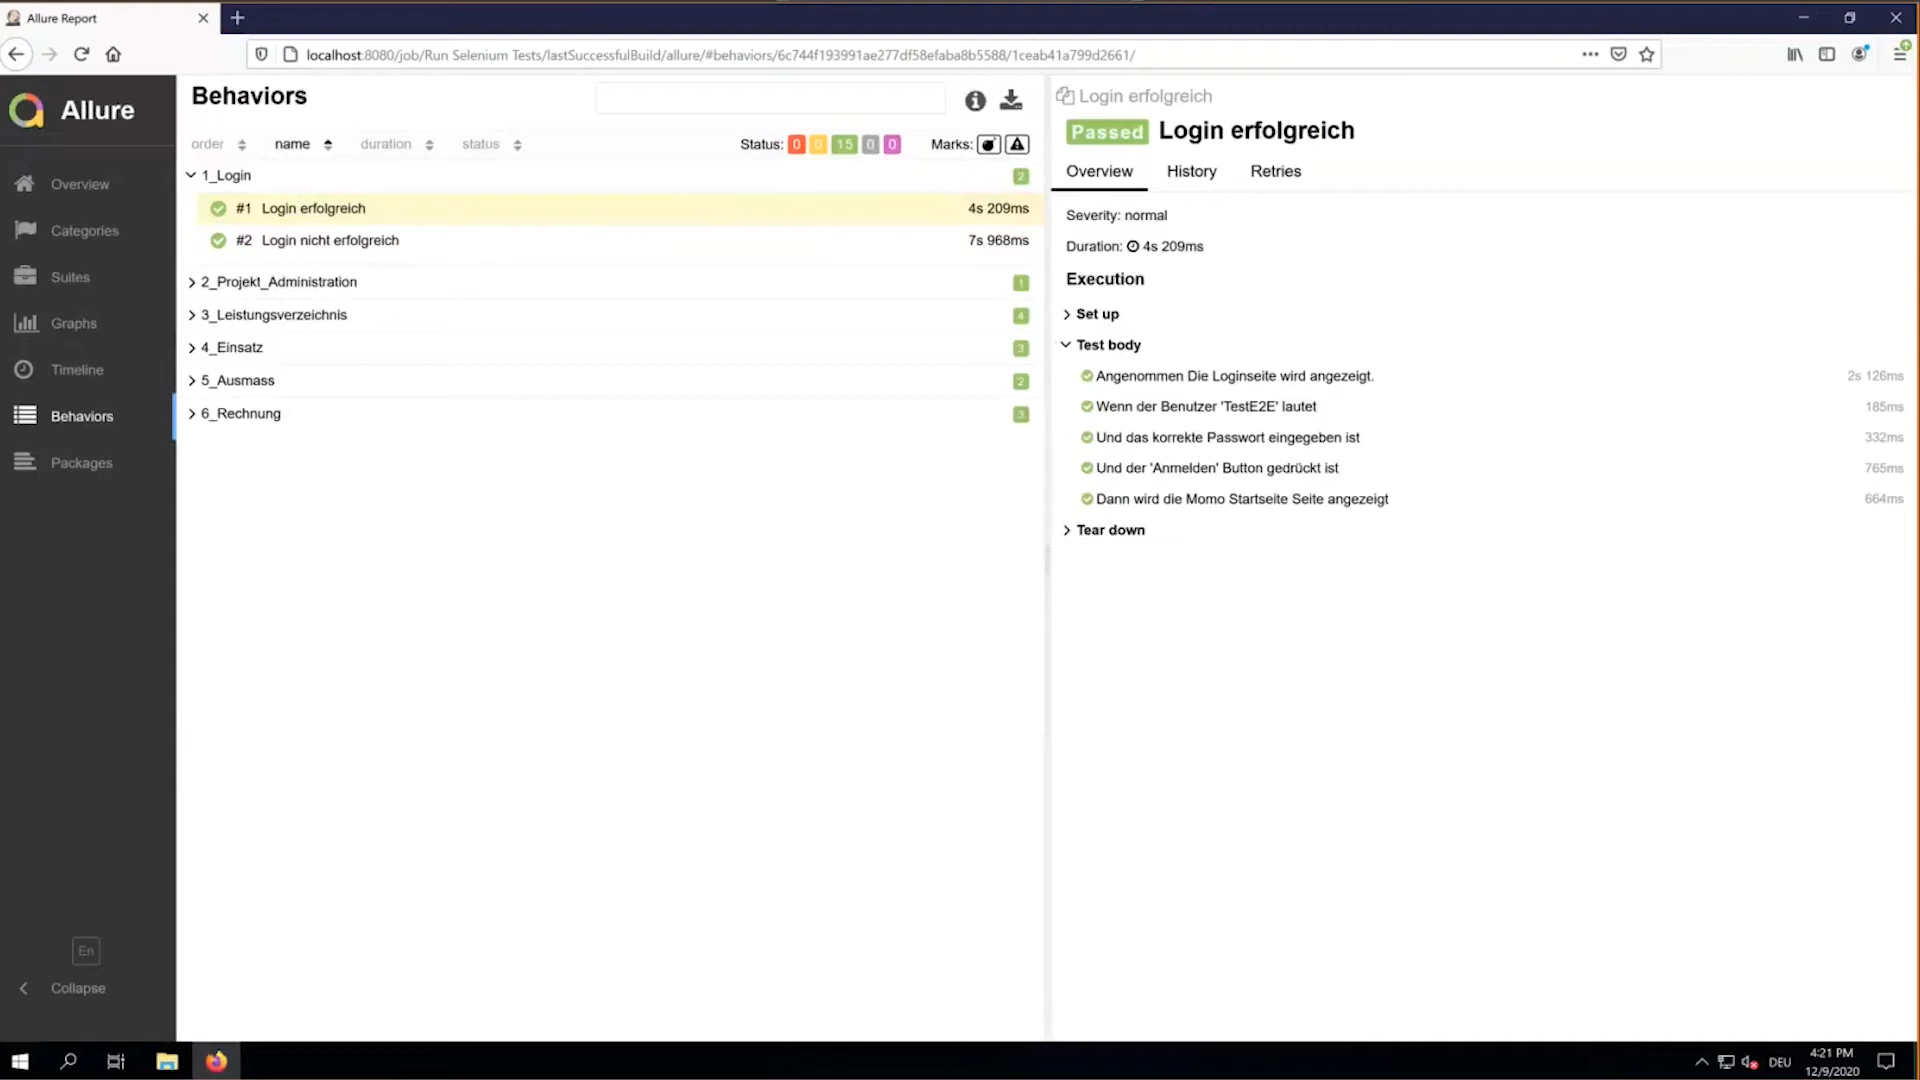 Allure Report
localhost:8080/job/Run Selenium Tests/lastSuccessfulBuild/allure/#behaviors/6c744f193991ae277df58efaba8b5588/1ceab41a799d2661/
Allure
Overview
Categories
Suites
Graphs
Timeline
Behaviors
Packages
En
Collapse
Behaviors
order name duration status Status: 0 0 15 0 0 Marks:
1_Login 2
#1 Login erfolgreich 4s 209ms
#2 Login nicht erfolgreich 7s 968ms
2_Projekt_Administration 1
3_Leistungsverzeichnis 4
4_Einsatz 3
5_Ausmass 2
6_Rechnung 3
Login erfolgreich
Passed Login erfolgreich
Overview History Retries
Severity: normal
Duration: 4s 209ms
Execution
Set up
Test body
Angenommen Die Loginseite wird angezeigt. 2s 126ms
Wenn der Benutzer 'TestE2E' lautet 185ms
Und das korrekte Passwort eingegeben ist 332ms
Und der 'Anmelden' Button gedrückt ist 765ms
Dann wird die Momo Startseite Seite angezeigt 664ms
Tear down
DEU
4:21 PM
12/9/2020